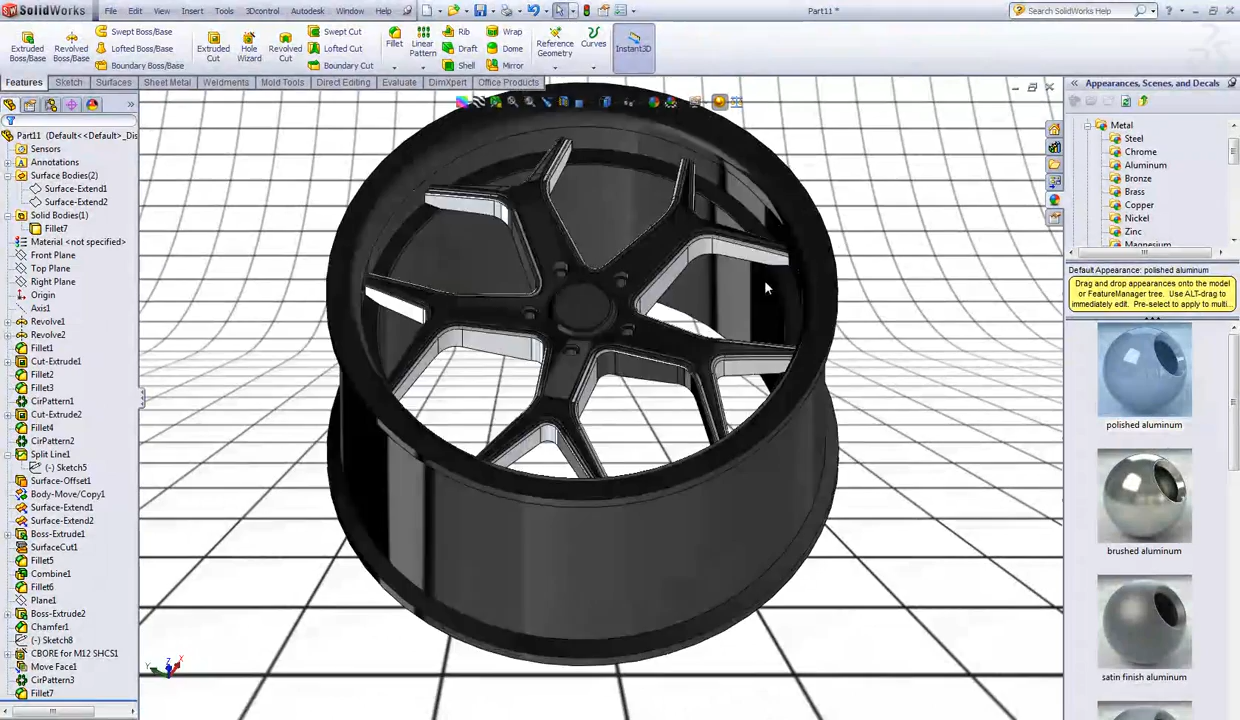 SolidWorks File Edit View Insert Tools 3Dcontrol Autodesk Window Help Part11 * Search SolidWorks Help
Extruded Boss/Base
Revolved Boss/Base
Swept Boss/Base
Lofted Boss/Base
Boundary Boss/Base
Extruded Cut
Hole Wizard
Revolved Cut
Swept Cut
Lofted Cut
Boundary Cut
Fillet
Linear Pattern
Rib
Draft
Shell
Wrap
Dome
Mirror
Reference Geometry
Curves
Instant3D
Features Sketch Surfaces Sheet Metal Weldments Mold Tools Direct Editing Evaluate DimXpert Office Products
Part11 (Default<<Default>_Dis
Sensors
Annotations
Surface Bodies(2)
Surface-Extend1
Surface-Extend2
Solid Bodies(1)
Fillet7
Material <not specified>
Front Plane
Top Plane
Right Plane
Origin
Axis1
Revolve1
Revolve2
Fillet1
Cut-Extrude1
Fillet2
Fillet3
CirPattern1
Cut-Extrude2
Fillet4
CirPattern2
Split Line1
(-) Sketch5
Surface-Offset1
Body-Move/Copy1
Surface-Extend1
Surface-Extend2
Boss-Extrude1
SurfaceCut1
Fillet5
Combine1
Fillet6
Plane1
Boss-Extrude2
Chamfer1
(-) Sketch8
CBORE for M12 SHCS1
Move Face1
CirPattern3
Fillet7
Y Z X
Appearances, Scenes, and Decals
Metal
Steel
Chrome
Aluminum
Bronze
Brass
Copper
Nickel
Zinc
Magnesium
Default Appearance: polished aluminum
Drag and drop appearances onto the model
or FeatureManager tree. Use ALT-drag to
immediately edit. Pre-select to apply to multi...
polished aluminum
brushed aluminum
satin finish aluminum